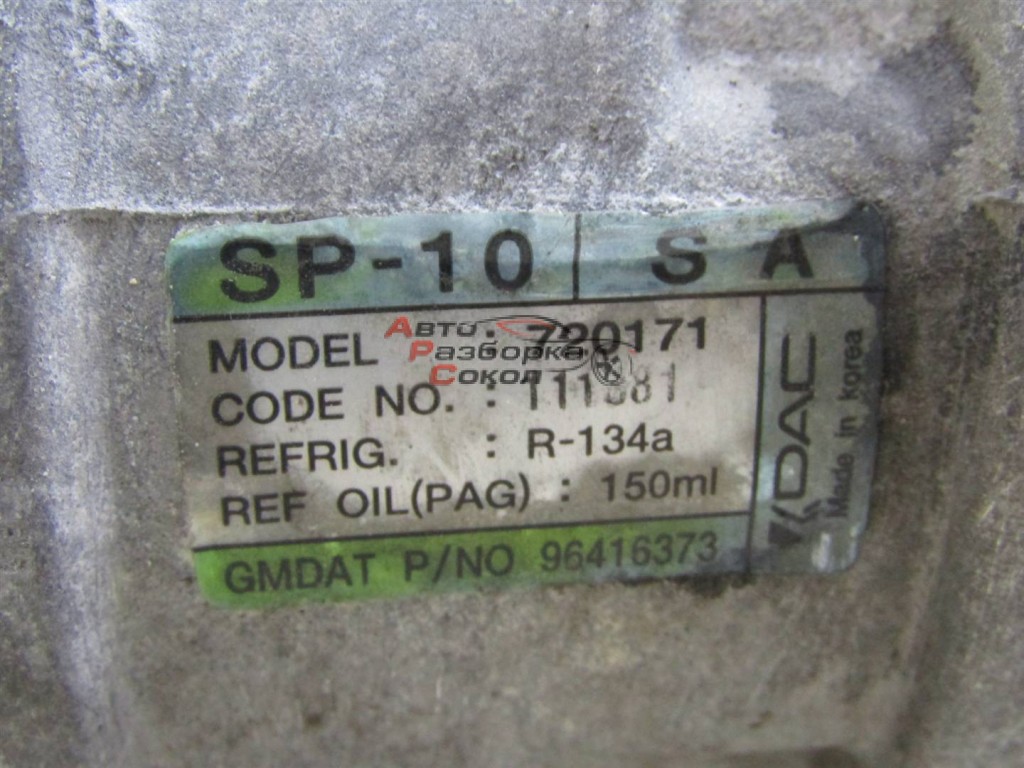 SP-10 S A
MODEL : 720171
CODE NO. :
REFRIG. : R-134a
REF OIL(PAG) : 150ml
GMDAT P/NO 96416373
KDAC
Made in Korea
Авто
Разборка
Сокол